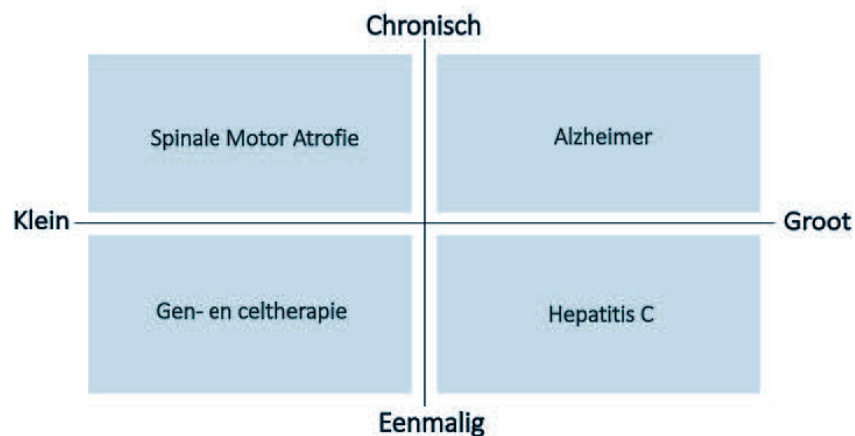 Chronisch
Spinale Motor Atrofie
Alzheimer
Klein
Groot
Gen- en celtherapie
Hepatitis C
Eenmalig